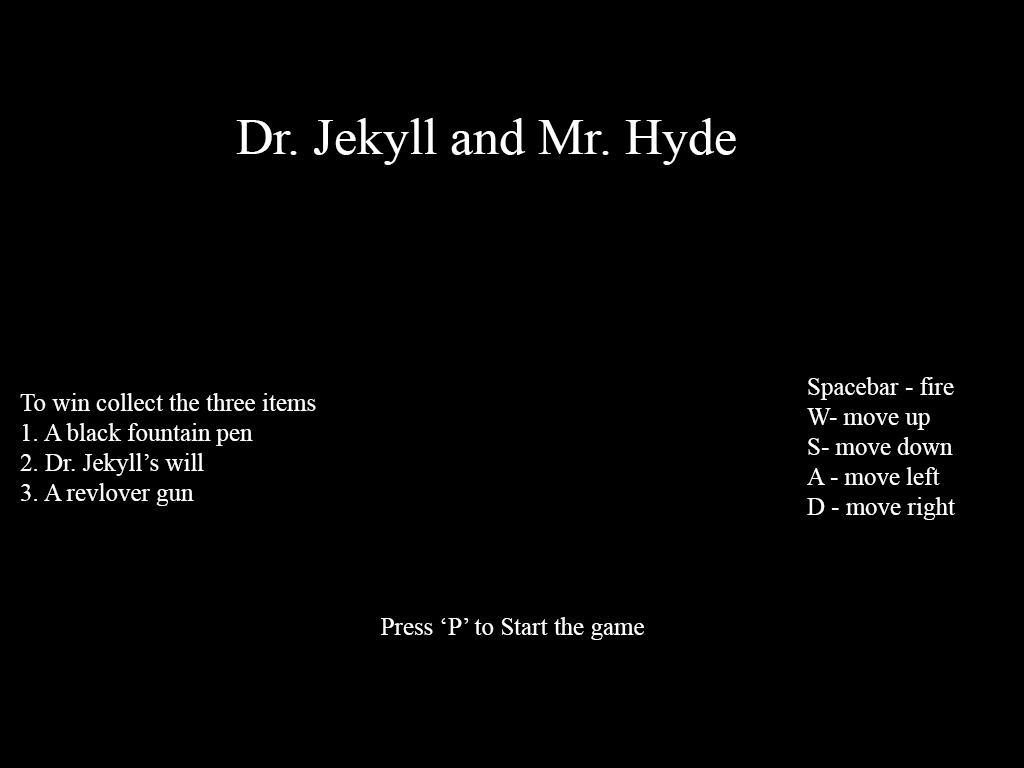 Dr. Jekyll and Mr. Hyde
To win collect the three items
1. A black fountain pen
2. Dr. Jekyll’s will
3. A revlover gun
Spacebar - fire
W- move up
S- move down
A - move left
D - move right
Press ‘P’ to Start the game